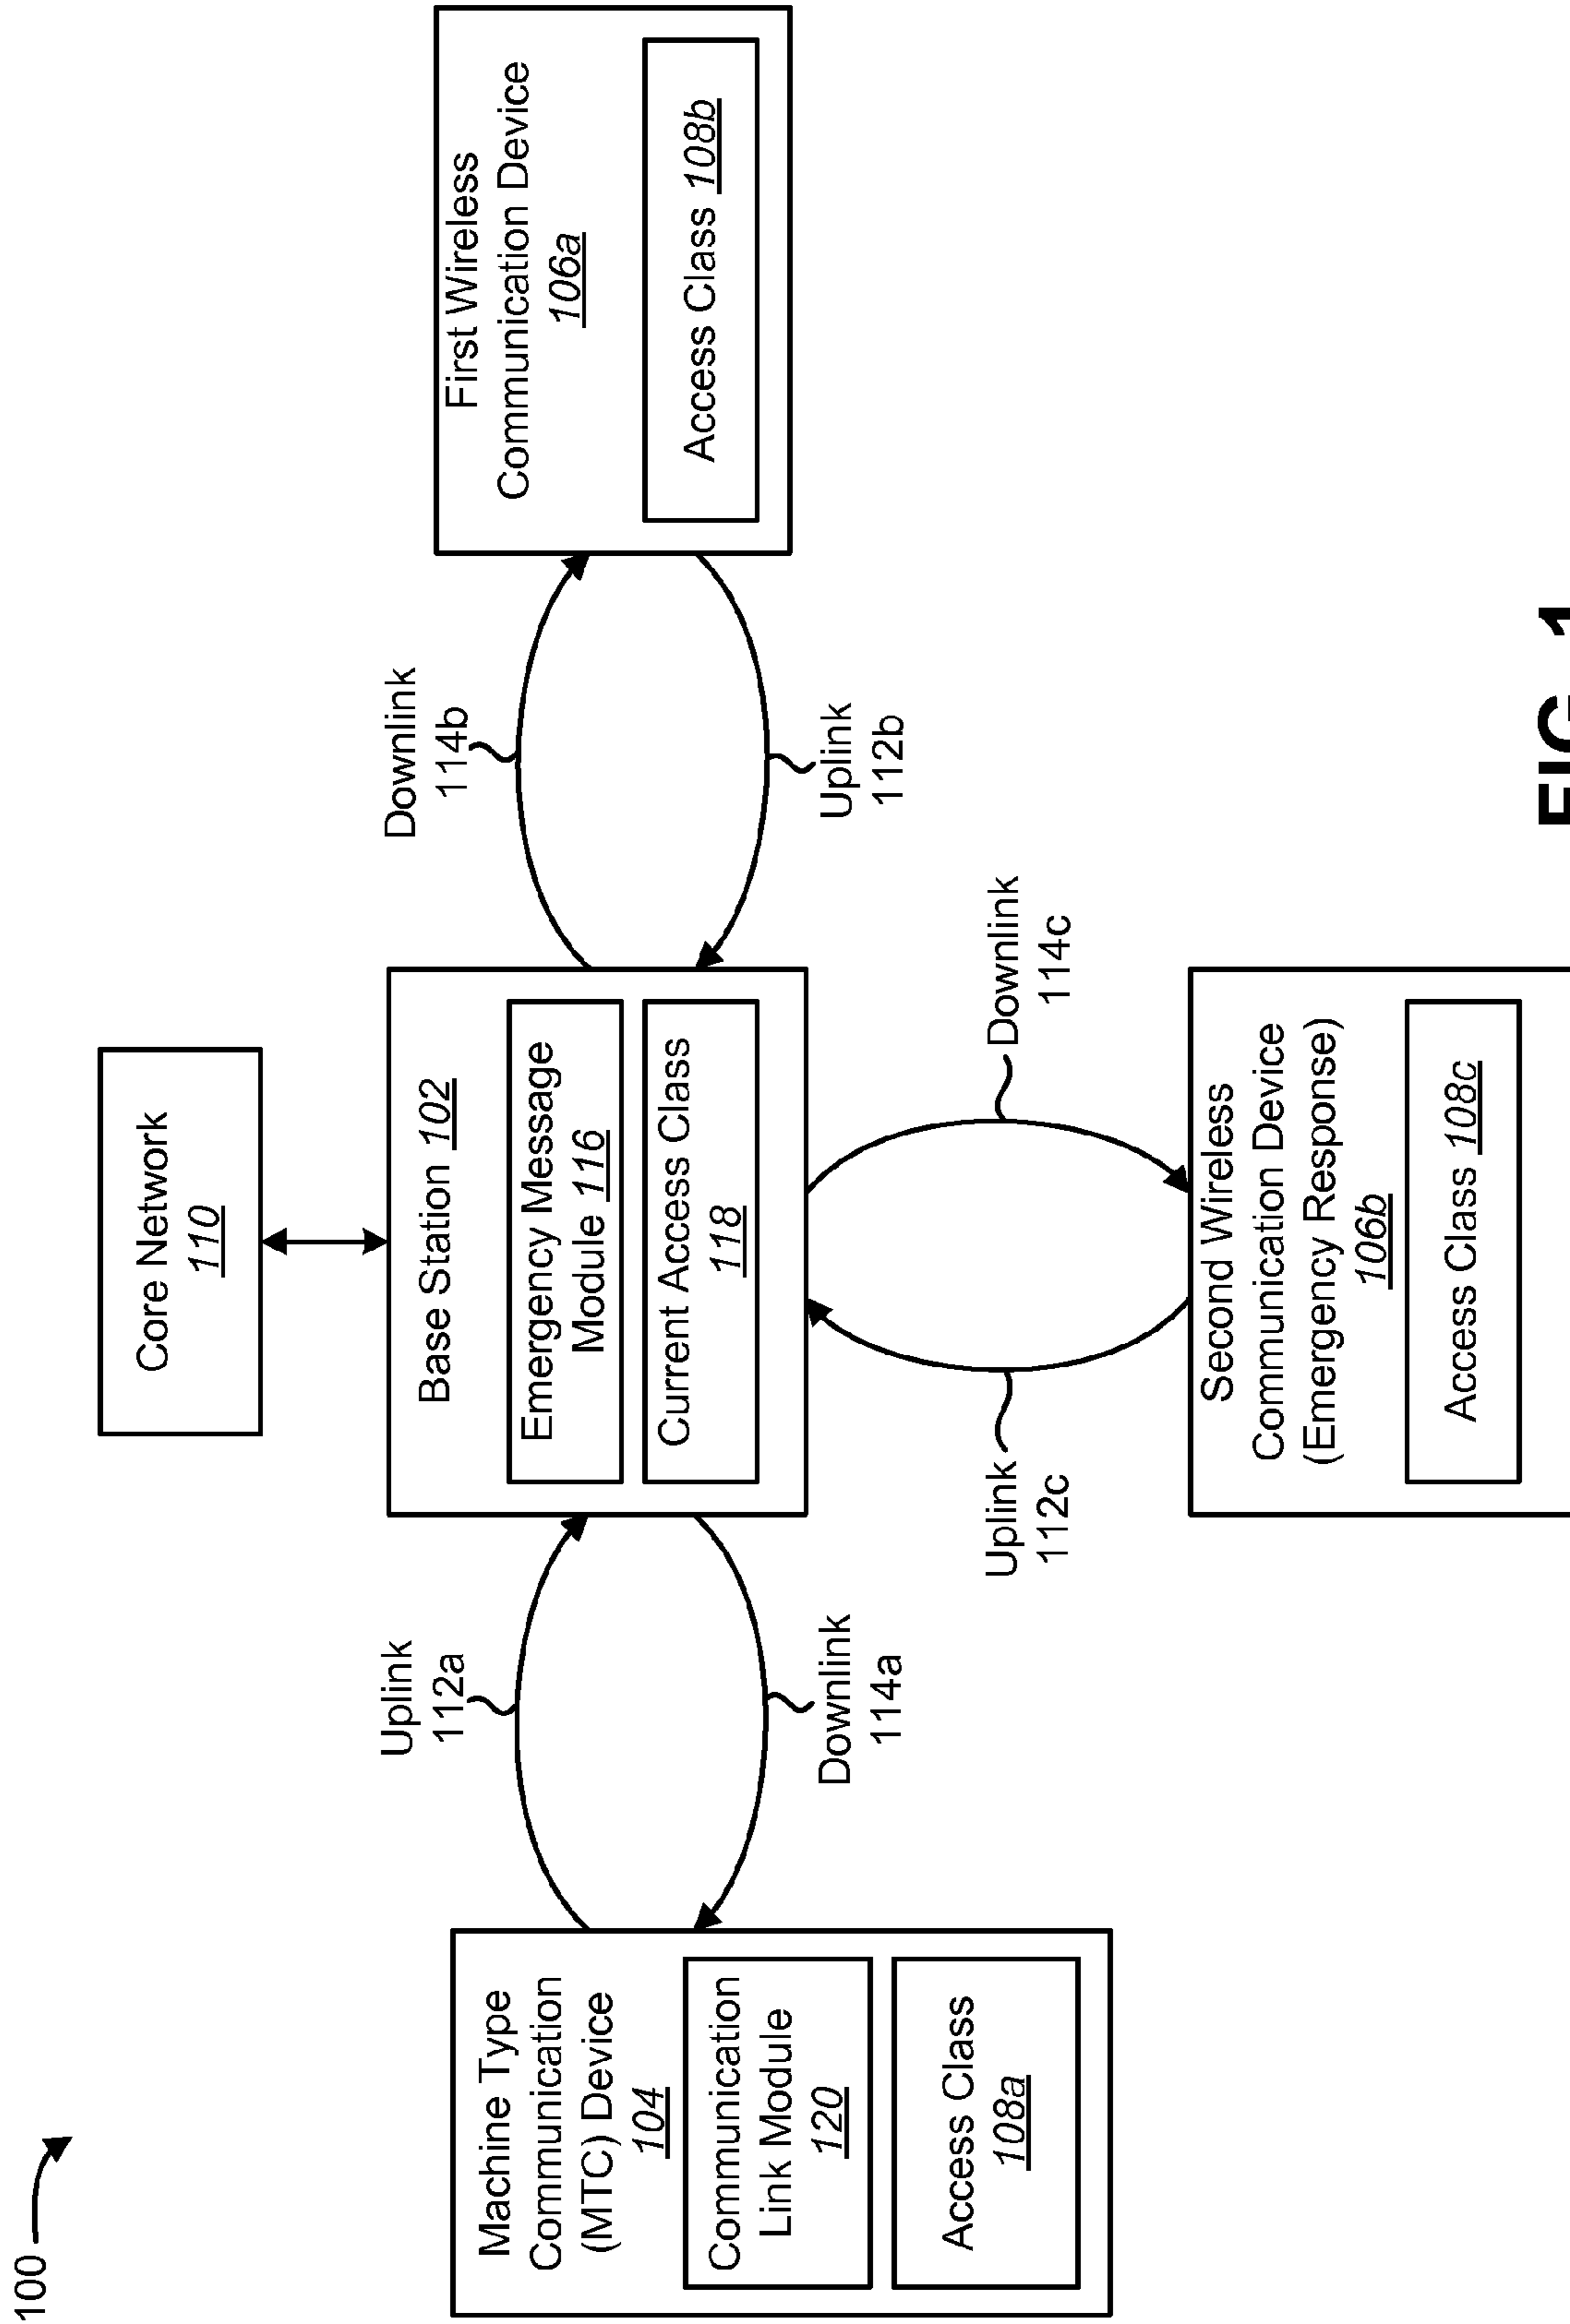 100
Core Network
110
Base Station 102
Emergency Message
Module 116
Current Access Class
118
Machine Type
Communication
(MTC) Device
104
Communication
Link Module
120
Access Class
108a
Uplink
112a
Downlink
114a
Downlink
114b
Uplink
112b
First Wireless
Communication Device
106a
Access Class 108b
Uplink
112c
Downlink
114c
Second Wireless
Communication Device
(Emergency Response)
106b
Access Class 108c
FIG. 1